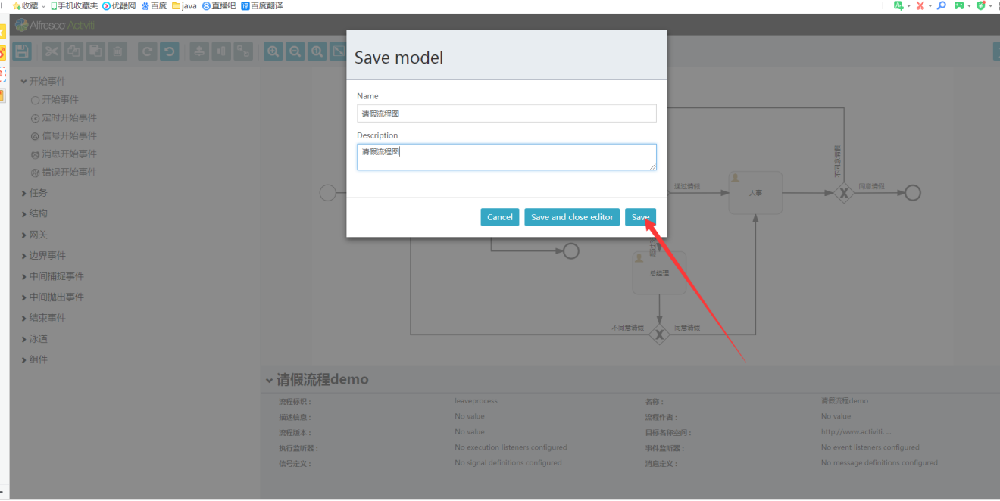 收藏 手机收藏夹 优酷网 百度 java 直播吧 百度翻译
Alfresco Activiti
Save model
Name
请假流程图
Description
请假流程图
Cancel Save and close editor Save
开始事件
开始事件
定时开始事件
信号开始事件
消息开始事件
错误开始事件
任务
结构
网关
边界事件
中间捕捉事件
中间抛出事件
结束事件
泳道
组件
不同意请假
通过请假
人事
同意请假
总经理
不同意请假
同意请假
请假流程demo
流程标识 : leaveprocess 名称 : 请假流程demo
描述信息 : No value 流程作者 : No value
流程版本 : No value 目标名称空间 : http://www.activiti. ...
执行监听器 : No execution listeners configured 事件监听器 : No event listeners configured
信号定义 : No signal definitions configured 消息定义 : No message definitions configured